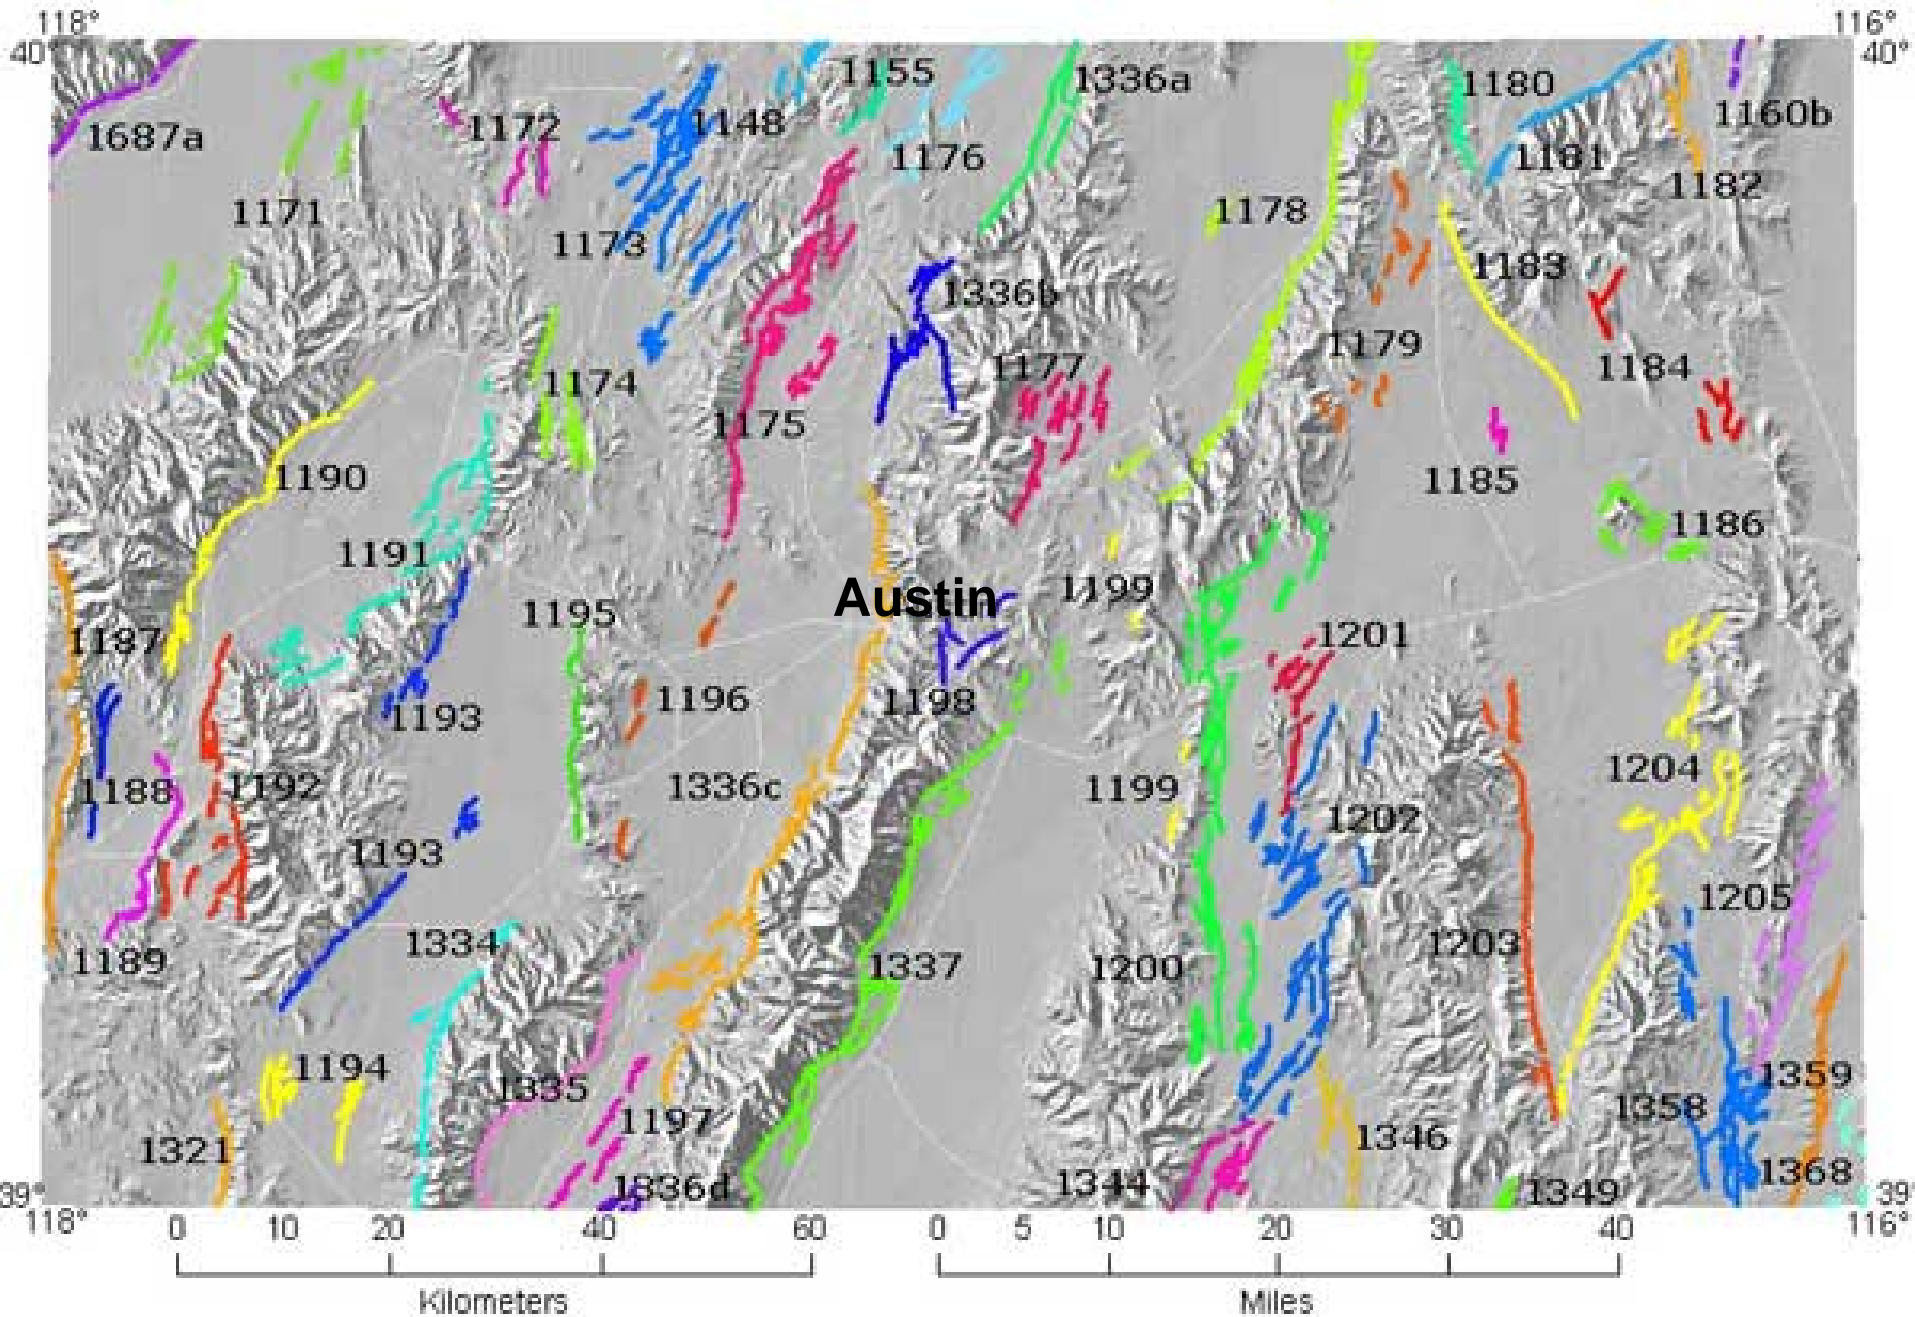 118° 116°
40° 40°
1687a 1172 1148 1155 1336a 1180 1160b
1176 1181 1182
1171 1173 1178
1336b 1183
1174 1177 1179 1184
1175
1190 1185
1191 1186
Austin 1199
1187 1195 1201
1193 1196 1198
1188 1192 1336c 1199 1204
1193 1202
1189 1334 1337 1200 1203 1205
1194 1335 1359
1321 1197 1346 1358
1336d 1344 1349 1368
39° 39°
118° 116°
0 10 20 40 60 0 5 10 20 30 40
Kilometers Miles